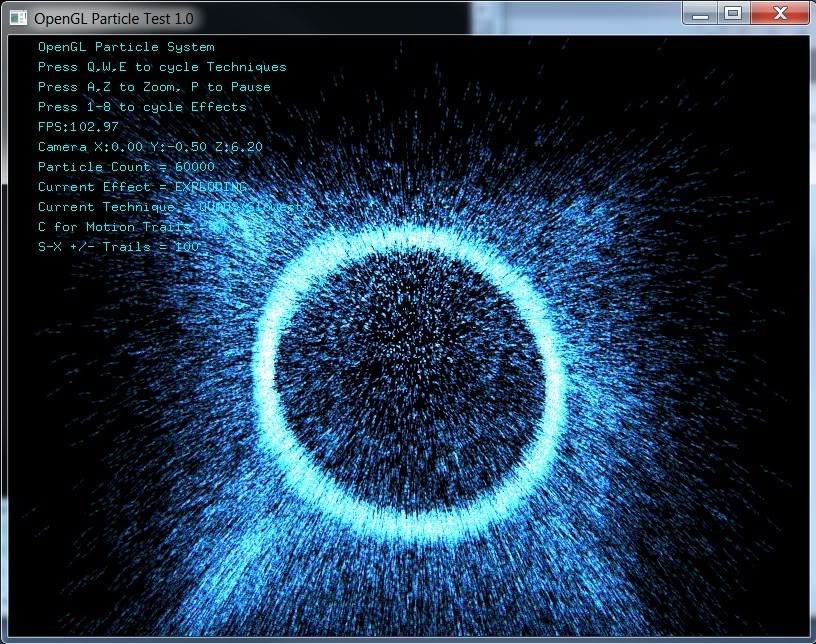 OpenGL Particle Test 1.0
OpenGL Particle System
Press Q,W,E to cycle Techniques
Press A,Z to Zoom, P to Pause
Press 1-8 to cycle Effects
FPS:102.97
Camera X:0.00 Y:-0.50 Z:6.20
Particle Count = 60000
Current Effect = EXPLODING
Current Technique =
C for Motion Trails
S-X +/- Trails = 100